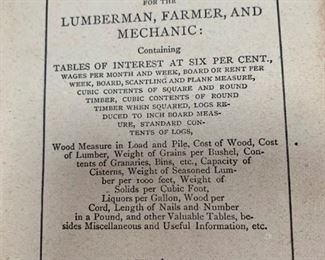 FOR THE
LUMBERMAN, FARMER, AND
MECHANIC:
Containing
TABLES OF INTEREST AT SIX PER CENT.,
WAGES PER MONTH AND WEEK, BOARD OR RENT PER
WEEK, BOARD, SCANTLING AND PLANK MEASURE,
CUBIC CONTENTS OF SQUARE AND ROUND
TIMBER, CUBIC CONTENTS OF ROUND
TIMBER WHEN SQUARED, LOGS RE-
DUCED TO INCH BOARD MEAS-
URE, STANDARD CON-
TENTS OF LOGS,
Wood Measure in Load and Pile, Cost of Wood, Cost
of Lumber, Weight of Grains per Bushel, Con-
tents of Granaries, Bins, etc., Capacity of
Cisterns, Weight of Seasoned Lum-
ber per 1000 feet, Weight of
Solids per Cubic Foot,
Liquors per Gallon, Wood per
Cord, Length of Nails and Number
in a Pound, and other Valuable Tables, be-
sides Miscellaneous and Useful Information, etc.